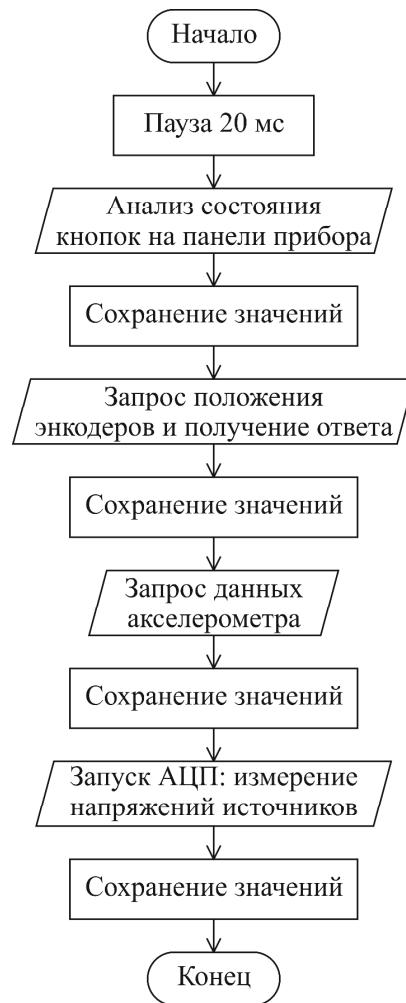 Начало
Пауза 20 мс
Анализ состояния
кнопок на панели прибора
Сохранение значений
Запрос положения
энкодеров и получение ответа
Сохранение значений
Запрос данных
акселерометра
Сохранение значений
Запуск АЦП: измерение
напряжений источников
Сохранение значений
Конец